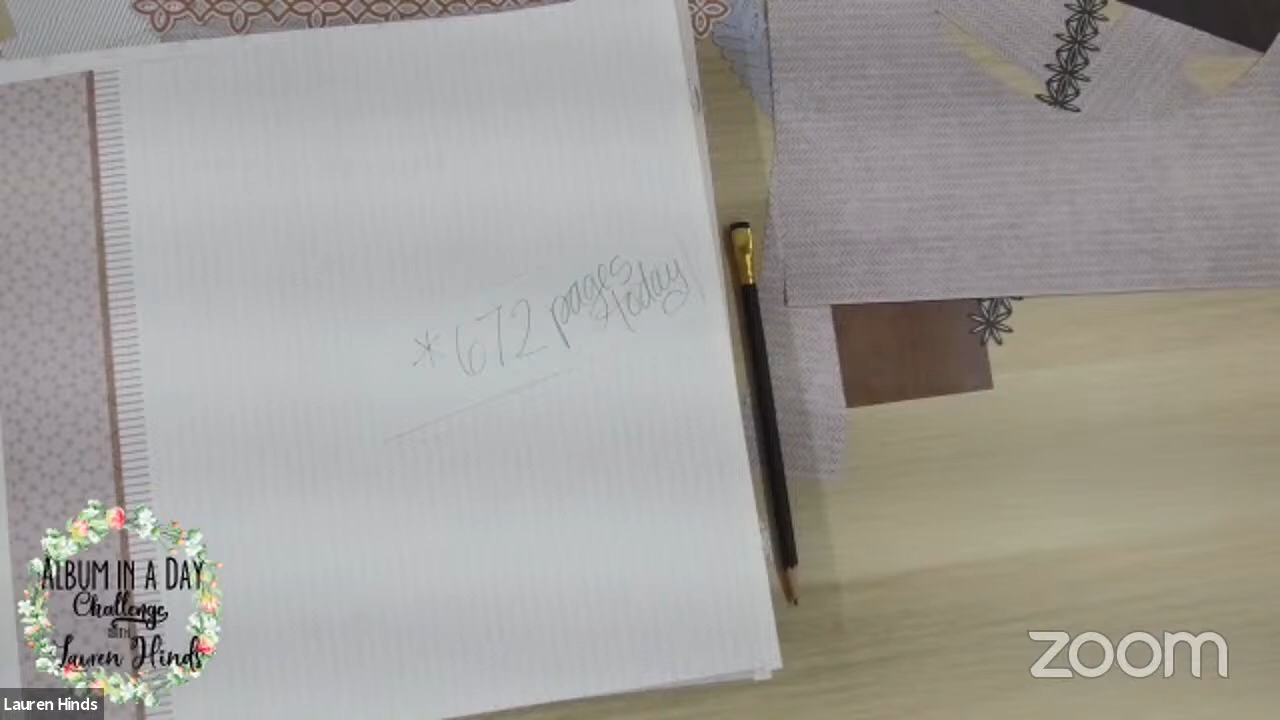 *672 pages
today
ALBUM IN A DAY
Challenge
WITH
Lauren Hinds
Lauren Hinds
zoom